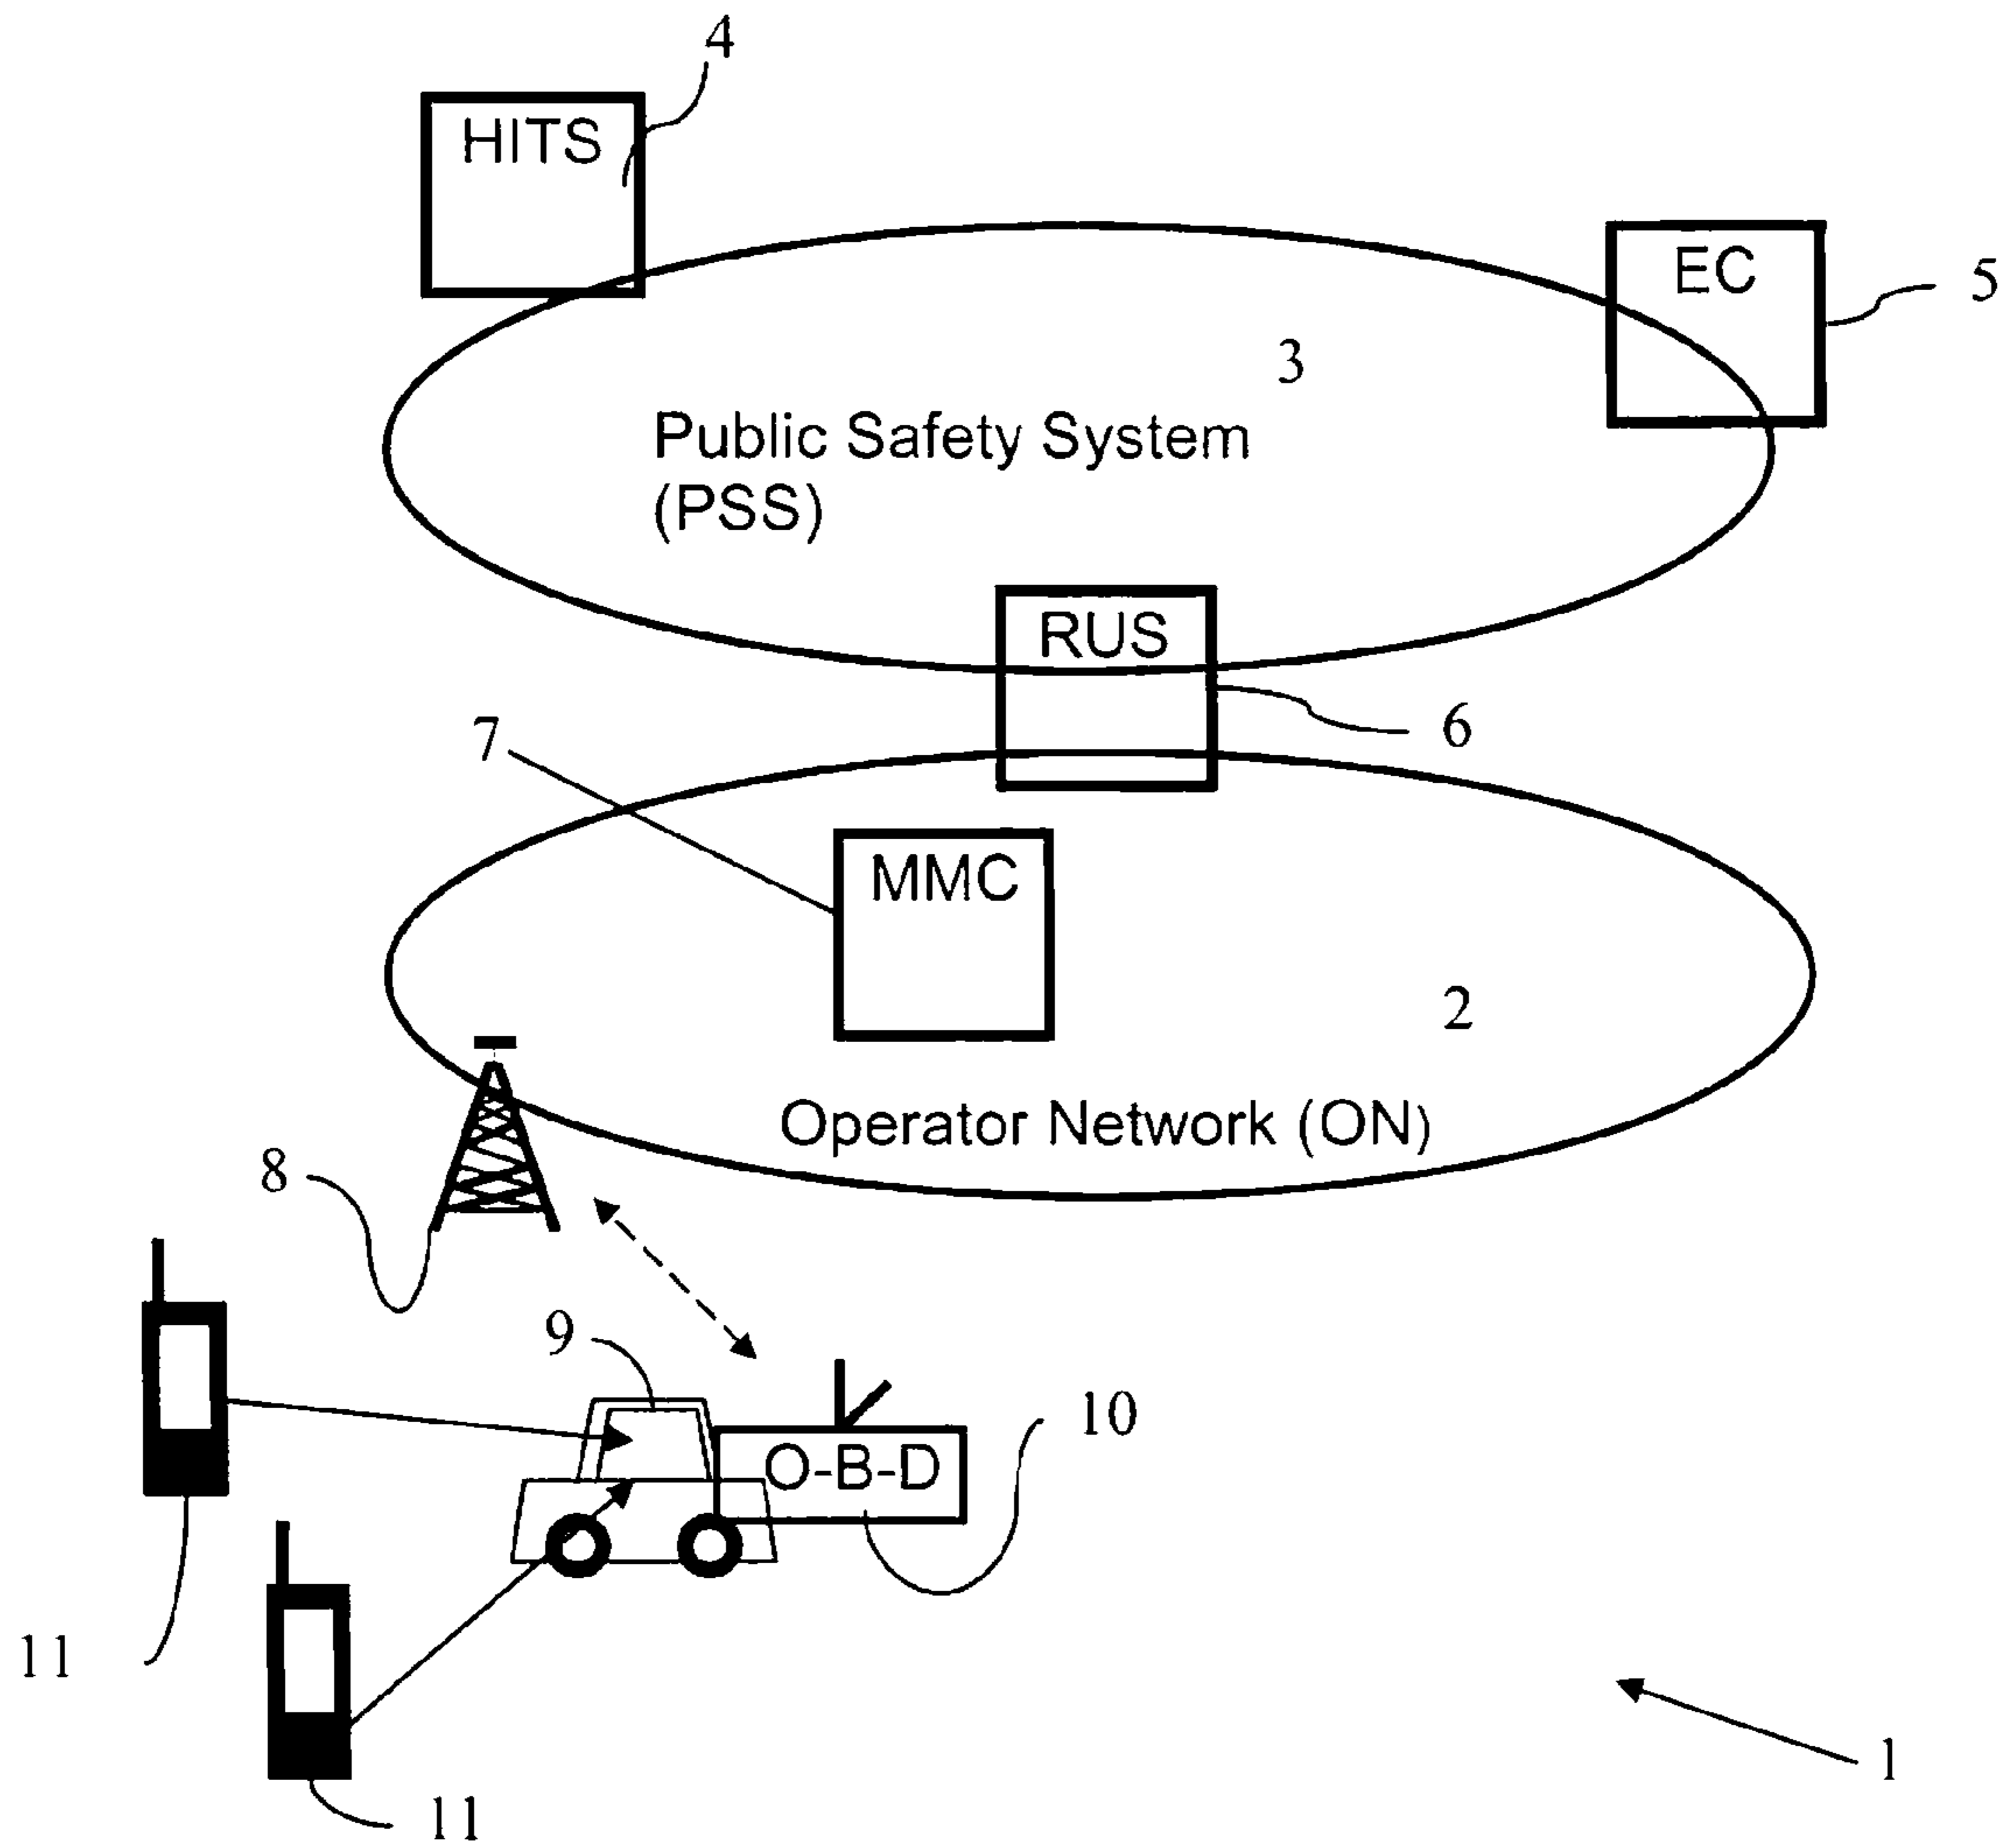 4
HITS
EC
5
3
Public Safety System
(PSS)
RUS
6
7
MMC
2
Operator Network (ON)
8
9
10
O-B-D
11
1
11